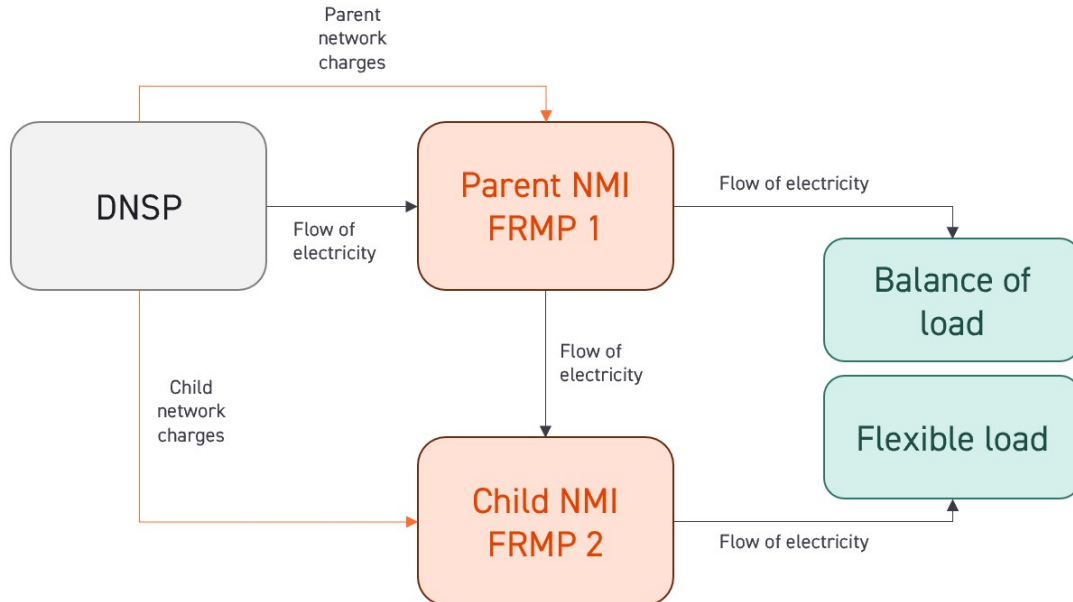 Parent
network
charges
DNSP
Flow of
electricity
Parent NMI
FRMP 1
Flow of electricity
Balance of
load
Flow of
electricity
Child
network
charges
Flexible load
Child NMI
FRMP 2
Flow of electricity